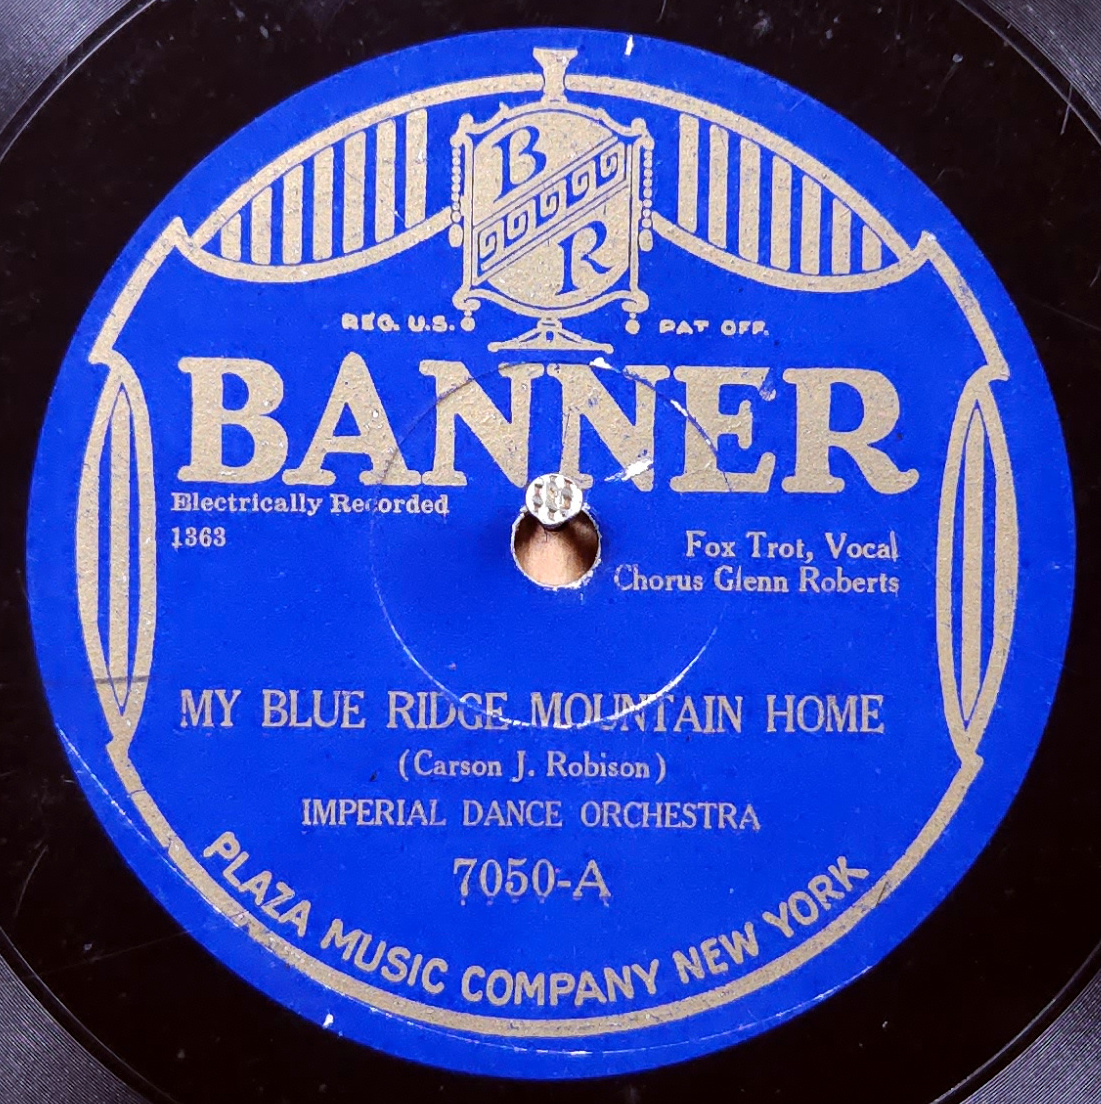 B
R
REG. U.S. PAT OFF.
BANNER
Electrically Recorded
1363
Fox Trot, Vocal
Chorus Glenn Roberts
MY BLUE RIDGE MOUNTAIN HOME
(Carson J. Robison)
IMPERIAL DANCE ORCHESTRA
7050-A
PLAZA MUSIC COMPANY NEW YORK